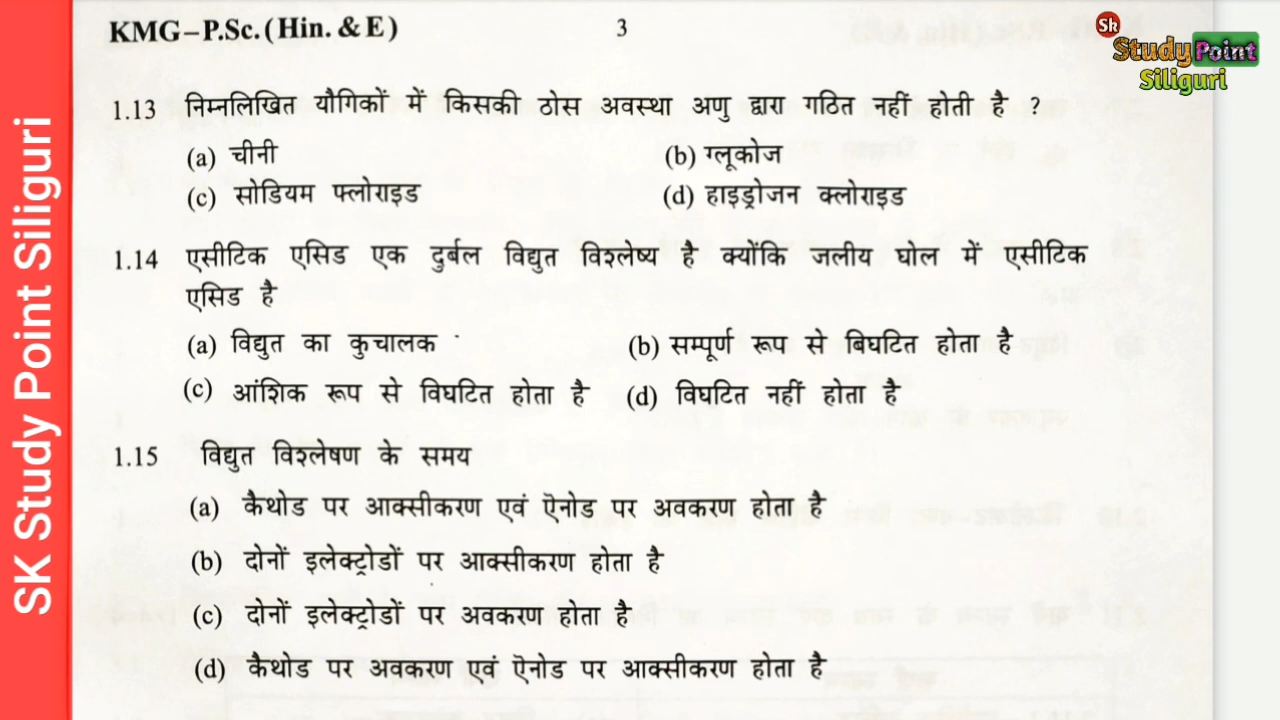 KMG–P.Sc.(Hin. & E) 3
Sk
Study Point
Siliguri
SK Study Point Siliguri
1.13 निम्नलिखित यौगिकों में किसकी ठोस अवस्था अणु द्वारा गठित नहीं होती है ?
(a) चीनी (b) ग्लूकोज
(c) सोडियम फ्लोराइड (d) हाइड्रोजन क्लोराइड
1.14 एसीटिक एसिड एक दुर्बल विद्युत विश्लेष्य है क्योंकि जलीय घोल में एसीटिक
एसिड है
(a) विद्युत का कुचालक (b) सम्पूर्ण रूप से बिघटित होता है
(c) आंशिक रूप से विघटित होता है (d) विघटित नहीं होता है
1.15 विद्युत विश्लेषण के समय
(a) कैथोड पर आक्सीकरण एवं ऐनोड पर अवकरण होता है
(b) दोनों इलेक्ट्रोडों पर आक्सीकरण होता है
(c) दोनों इलेक्ट्रोडों पर अवकरण होता है
(d) कैथोड पर अवकरण एवं ऐनोड पर आक्सीकरण होता है